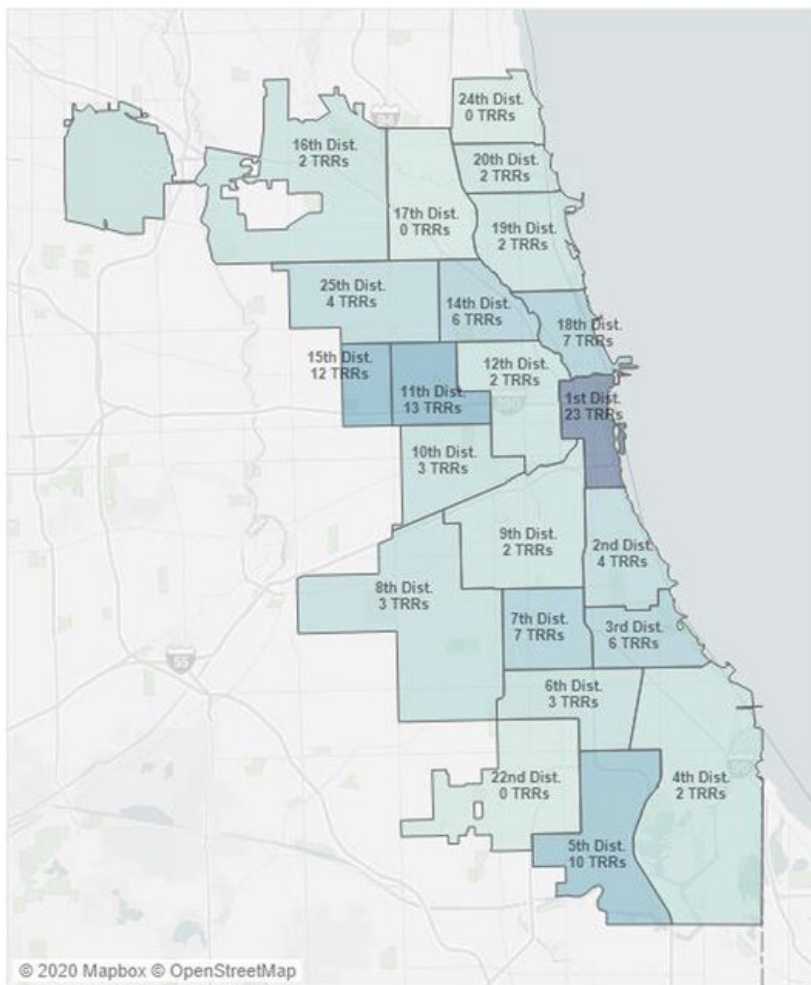 24th Dist.
0 TRRs
16th Dist.
2 TRRs
20th Dist.
2 TRRs
17th Dist.
0 TRRs
19th Dist.
2 TRRs
25th Dist.
4 TRRs
14th Dist.
6 TRRs
18th Dist.
7 TRRs
15th Dist.
12 TRRs
11th Dist.
13 TRRs
12th Dist.
2 TRRs
1st Dist.
23 TRRs
10th Dist.
3 TRRs
9th Dist.
2 TRRs
2nd Dist.
4 TRRs
8th Dist.
3 TRRs
7th Dist.
7 TRRs
3rd Dist.
6 TRRs
55
6th Dist.
3 TRRs
22nd Dist.
0 TRRs
4th Dist.
2 TRRs
5th Dist.
10 TRRs
© 2020 Mapbox © OpenStreetMap